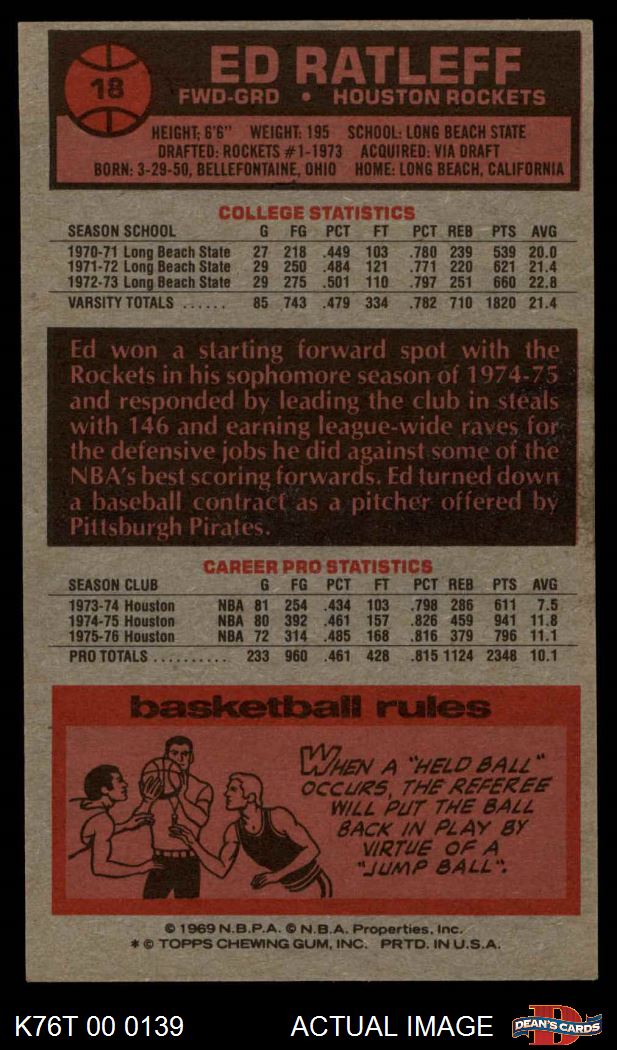 18
ED RATLEFF
FWD-GRD • HOUSTON ROCKETS
HEIGHT: 6'6" WEIGHT: 195 SCHOOL: LONG BEACH STATE
DRAFTED: ROCKETS #1-1973 ACQUIRED: VIA DRAFT
BORN: 3-29-50, BELLEFONTAINE, OHIO HOME: LONG BEACH, CALIFORNIA
COLLEGE STATISTICS
SEASON SCHOOL G FG PCT FT PCT REB PTS AVG
1970-71 Long Beach State 27 218 .449 103 .780 239 539 20.0
1971-72 Long Beach State 29 250 .484 121 .771 220 621 21.4
1972-73 Long Beach State 29 275 .501 110 .797 251 660 22.8
VARSITY TOTALS ...... 85 743 .479 334 .782 710 1820 21.4
Ed won a starting forward spot with the
Rockets in his sophomore season of 1974-75
and responded by leading the club in steals
with 146 and earning league-wide raves for
the defensive jobs he did against some of the
NBA's best scoring forwards. Ed turned down
a baseball contract as a pitcher offered by
Pittsburgh Pirates.
CAREER PRO STATISTICS
SEASON CLUB G FG PCT FT PCT REB PTS AVG
1973-74 Houston NBA 81 254 .434 103 .798 286 611 7.5
1974-75 Houston NBA 80 392 .461 157 .826 459 941 11.8
1975-76 Houston NBA 72 314 .485 168 .816 379 796 11.1
PRO TOTALS .......... 233 960 .461 428 .815 1124 2348 10.1
basketball rules
WHEN A "HELD BALL"
OCCURS, THE REFEREE
WILL PUT THE BALL
BACK IN PLAY BY
VIRTUE OF A
"JUMP BALL".
© 1969 N.B.P.A. © N.B.A. Properties, Inc.
* © TOPPS CHEWING GUM, INC. PRTD. IN U.S.A.
K76T 00 0139 ACTUAL IMAGE
DEAN'S CARDS